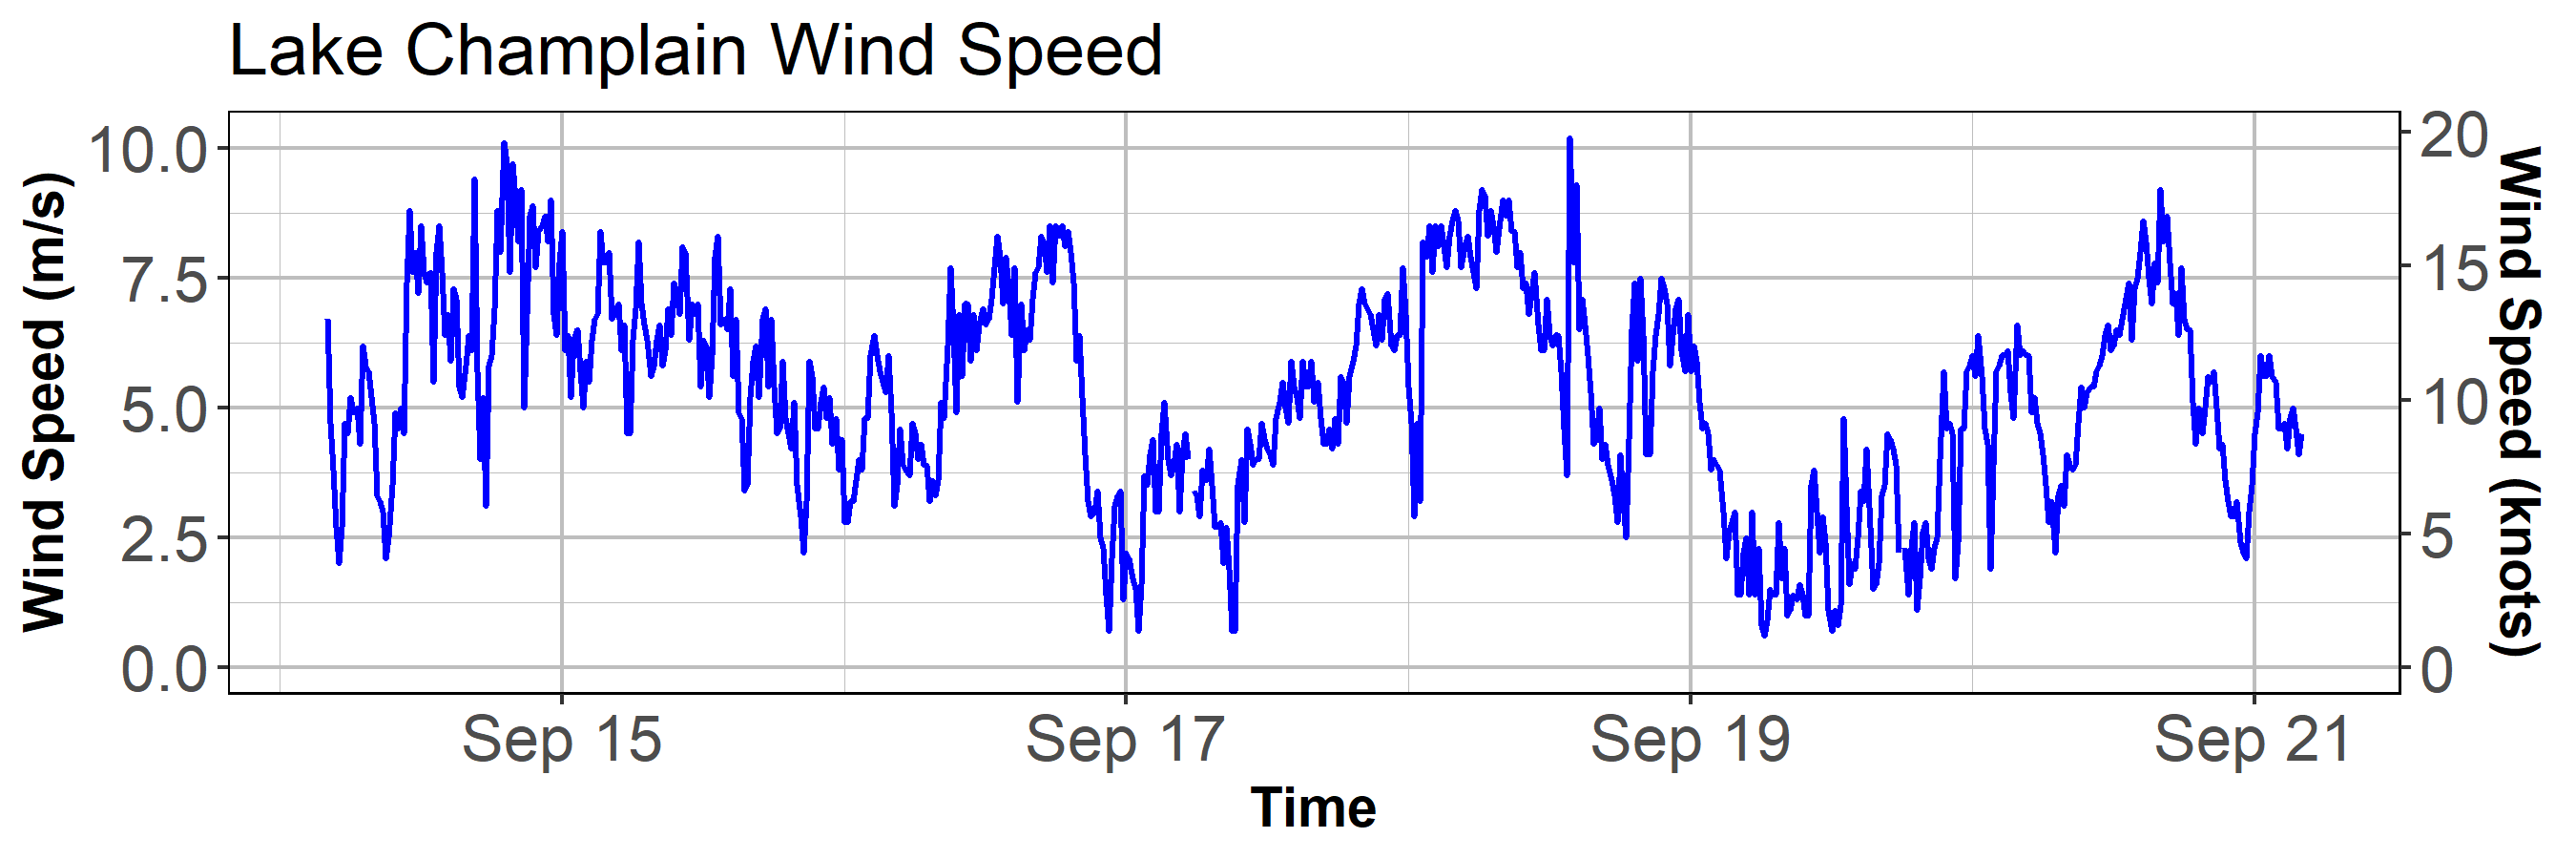 Lake Champlain Wind Speed
Wind Speed (m/s)
10.0
7.5
5.0
2.5
0.0
20
15
10
5
0
Wind Speed (knots)
Sep 15
Sep 17
Sep 19
Sep 21
Time